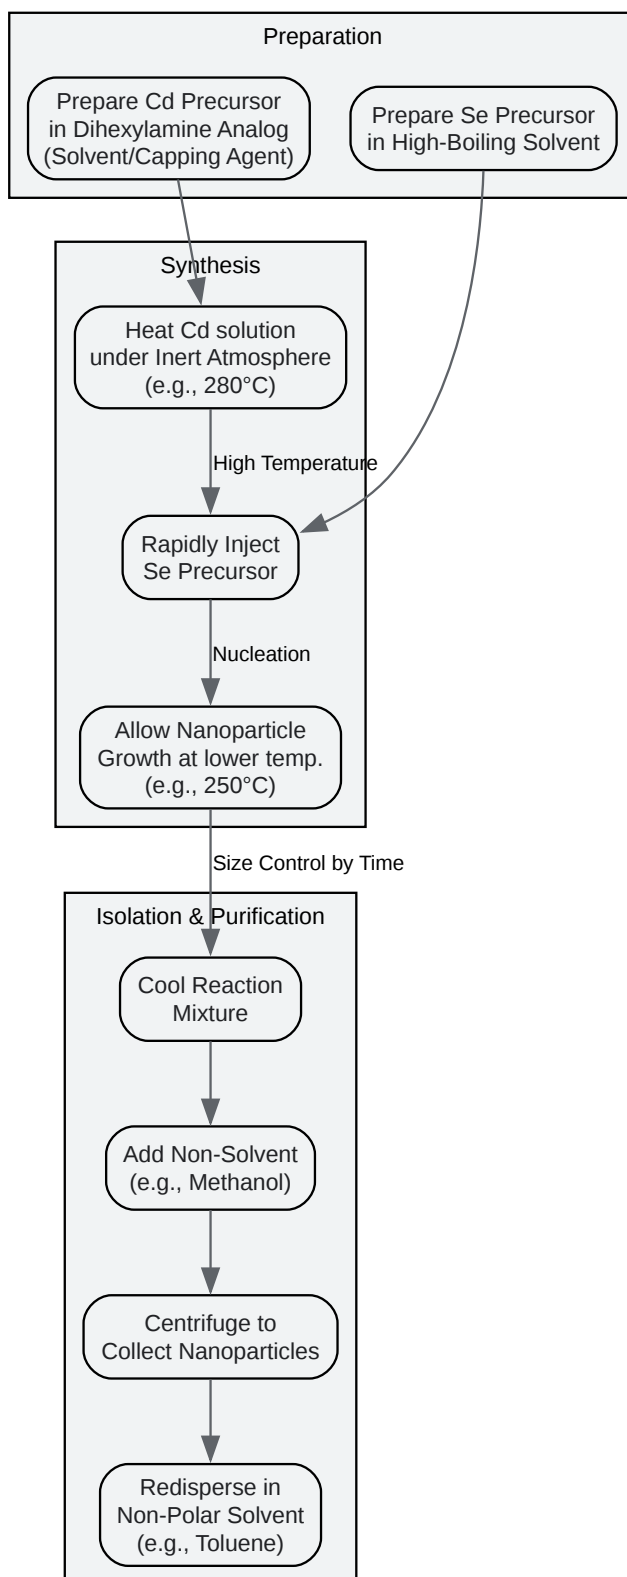 Preparation
Prepare Cd Precursor
in Dihexylamine Analog
(Solvent/Capping Agent)
Prepare Se Precursor
in High-Boiling Solvent
Synthesis
Heat Cd solution
under Inert Atmosphere
(e.g., 280°C)
High Temperature
Rapidly Inject
Se Precursor
Nucleation
Allow Nanoparticle
Growth at lower temp.
(e.g., 250°C)
Size Control by Time
Isolation & Purification
Cool Reaction
Mixture
Add Non-Solvent
(e.g., Methanol)
Centrifuge to
Collect Nanoparticles
Redisperse in
Non-Polar Solvent
(e.g., Toluene)